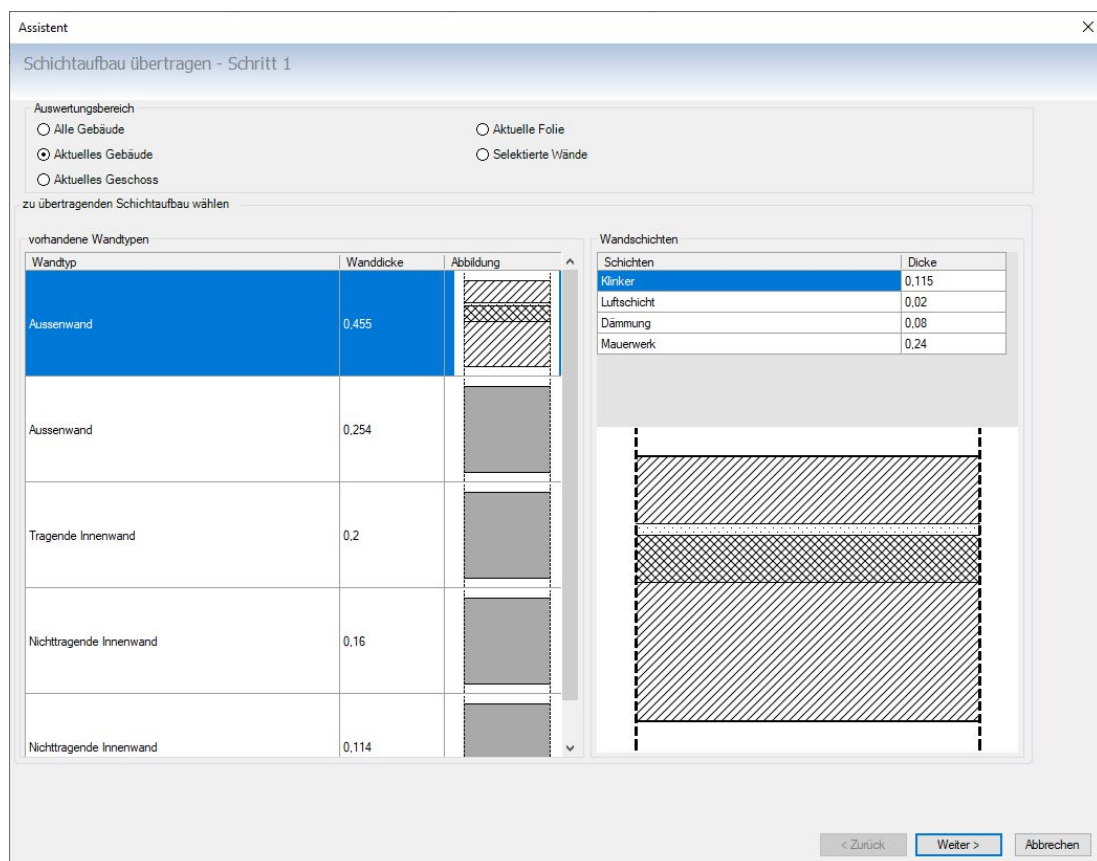 Assistent
Schichtaufbau übertragen - Schritt 1
Auswertungsbereich
Alle Gebäude
Aktuelle Folie
Aktuelles Gebäude
Selektierte Wände
Aktuelles Geschoss
zu übertragenden Schichtaufbau wählen
vorhandene Wandtypen
Wandtyp Wanddicke Abbildung
Aussenwand 0,455
Aussenwand 0,254
Tragende Innenwand 0,2
Nichttragende Innenwand 0,16
Nichttragende Innenwand 0,114
Wandschichten
Schichten Dicke
Klinker 0,115
Luftschicht 0,02
Dämmung 0,08
Mauerwerk 0,24
< Zurück Weiter > Abbrechen